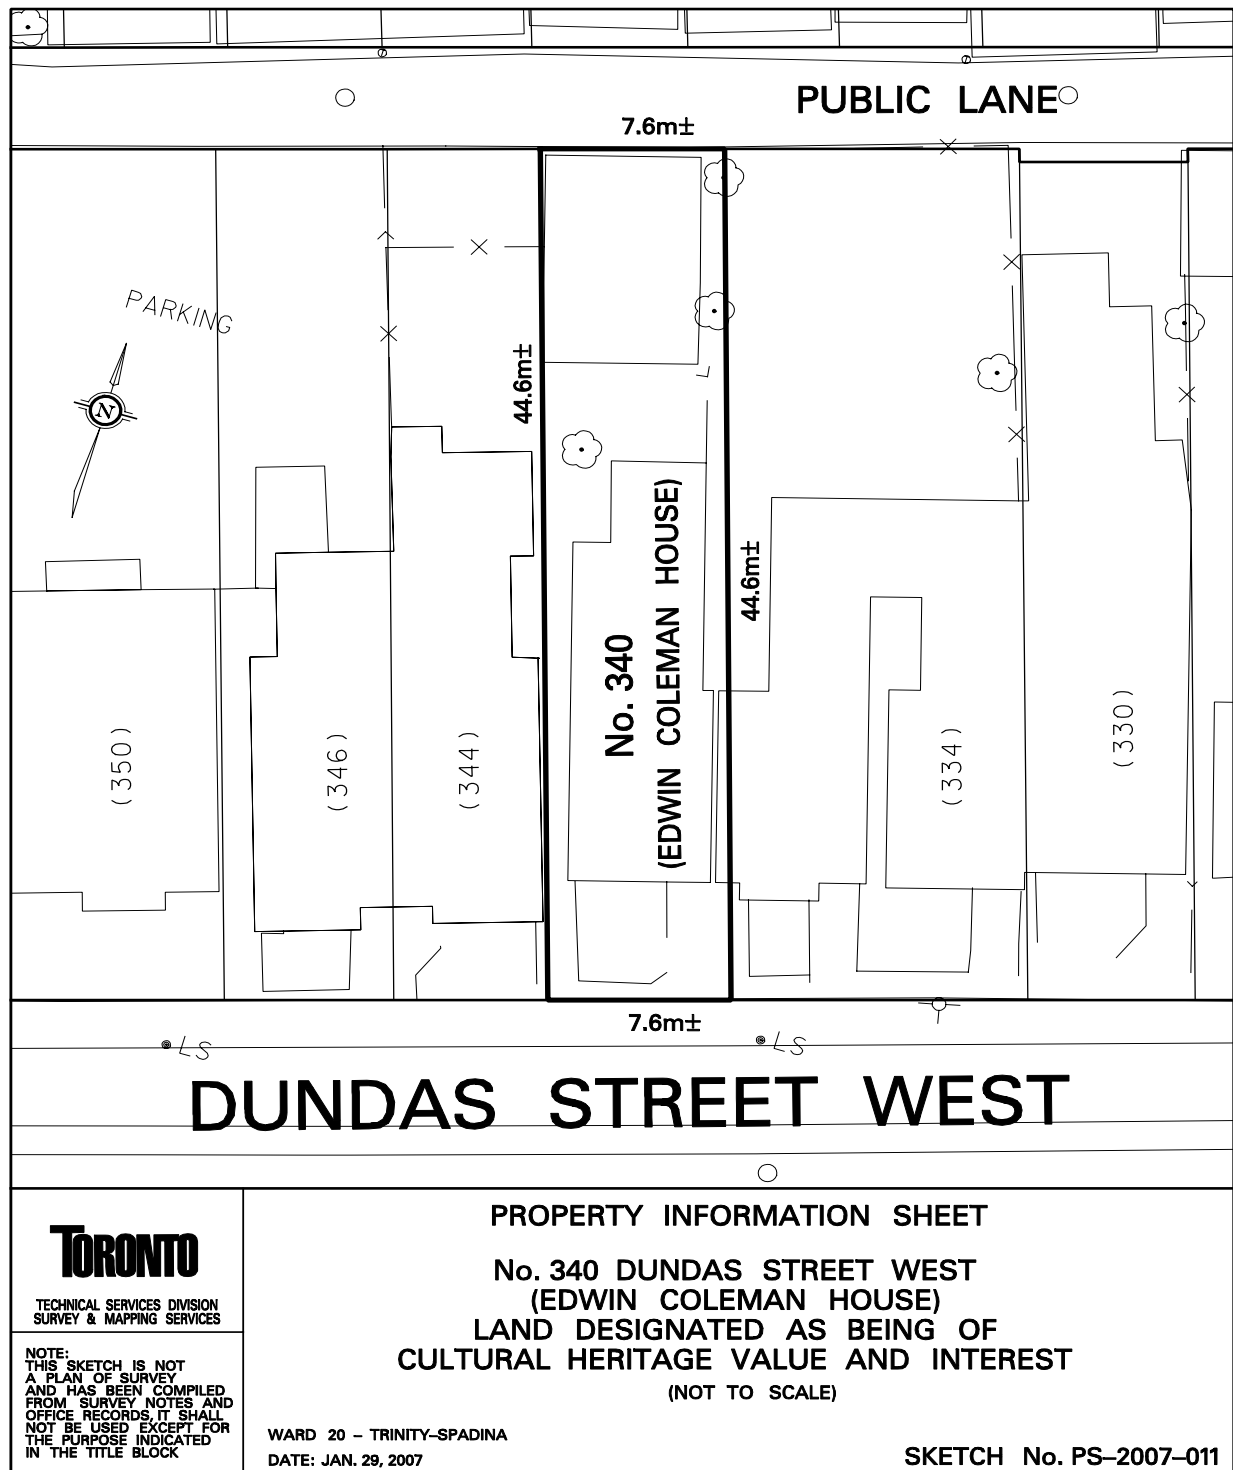 PUBLIC LANE
7.6m±
PARKING
N
44.6m±
44.6m±
No. 340
(EDWIN COLEMAN HOUSE)
(350)
(346)
(344)
(334)
(330)
7.6m±
LS
LS
DUNDAS STREET WEST
TORONTO
TECHNICAL SERVICES DIVISION
SURVEY & MAPPING SERVICES
NOTE:
THIS SKETCH IS NOT
A PLAN OF SURVEY
AND HAS BEEN COMPILED
FROM SURVEY NOTES AND
OFFICE RECORDS, IT SHALL
NOT BE USED EXCEPT FOR
THE PURPOSE INDICATED
IN THE TITLE BLOCK
PROPERTY INFORMATION SHEET
No. 340 DUNDAS STREET WEST
(EDWIN COLEMAN HOUSE)
LAND DESIGNATED AS BEING OF
CULTURAL HERITAGE VALUE AND INTEREST
(NOT TO SCALE)
WARD 20 – TRINITY–SPADINA
DATE: JAN. 29, 2007
SKETCH No. PS–2007–011